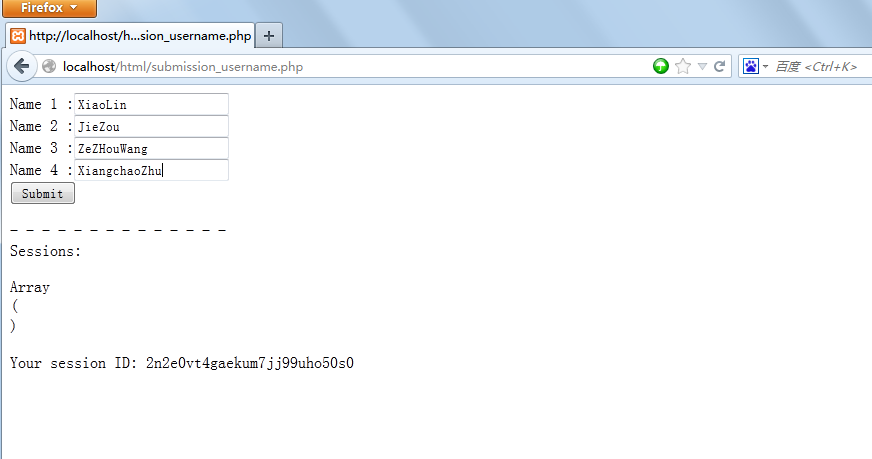 Firefox
http://localhost/h...sion_username.php
localhost/html/submission_username.php
百度 <Ctrl+K>
Name 1 :XiaoLin
Name 2 :JieZou
Name 3 :ZeZHouWang
Name 4 :XiangchaoZhu
Submit
- - - - - - - - - - - - - -
Sessions:
Array
(
)
Your session ID: 2n2e0vt4gaekum7jj99uho50s0